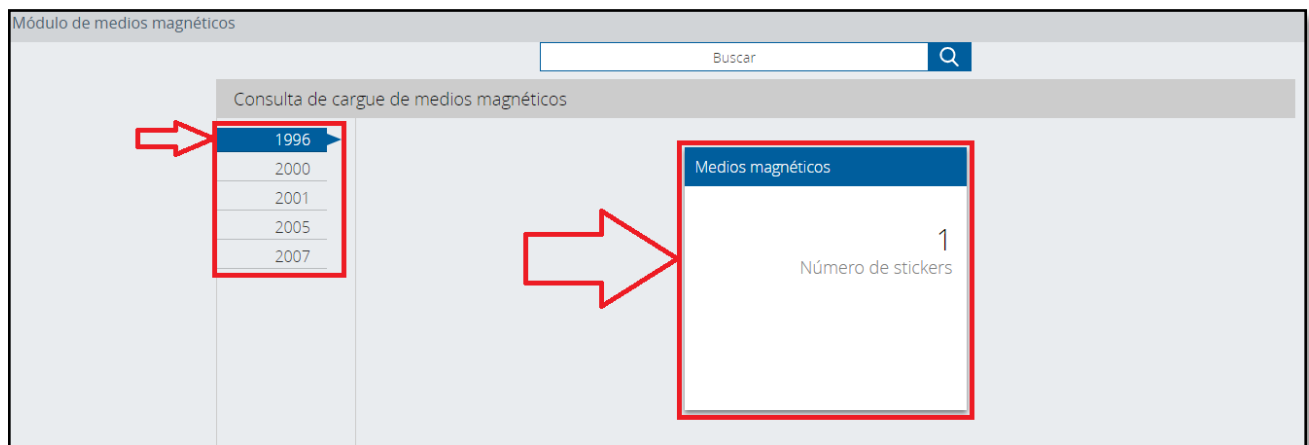 Módulo de medios magnéticos
Buscar
Consulta de cargue de medios magnéticos
1996
2000
2001
2005
2007
Medios magnéticos
1
Número de stickers